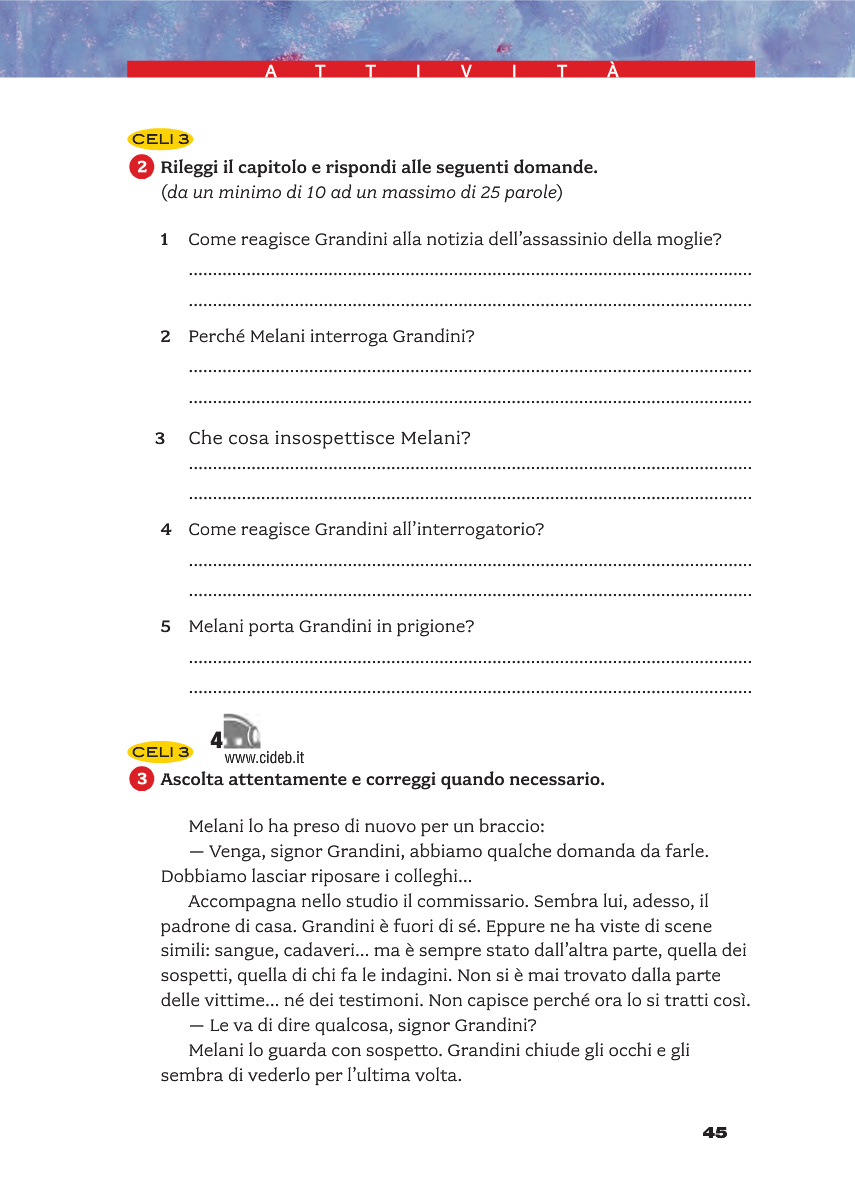 ATTIVITÀ
CELI 3
2 Rileggi il capitolo e rispondi alle seguenti domande.
(da un minimo di 10 ad un massimo di 25 parole)
1 Come reagisce Grandini alla notizia dell’assassinio della moglie?
2 Perché Melani interroga Grandini?
3 Che cosa insospettisce Melani?
4 Come reagisce Grandini all’interrogatorio?
5 Melani porta Grandini in prigione?
CELI 3
4
www.cideb.it
3 Ascolta attentamente e correggi quando necessario.
Melani lo ha preso di nuovo per un braccio:
— Venga, signor Grandini, abbiamo qualche domanda da farle.
Dobbiamo lasciar riposare i colleghi...
Accompagna nello studio il commissario. Sembra lui, adesso, il
padrone di casa. Grandini è fuori di sé. Eppure ne ha viste di scene
simili: sangue, cadaveri... ma è sempre stato dall’altra parte, quella dei
sospetti, quella di chi fa le indagini. Non si è mai trovato dalla parte
delle vittime... né dei testimoni. Non capisce perché ora lo si tratti così.
— Le va di dire qualcosa, signor Grandini?
Melani lo guarda con sospetto. Grandini chiude gli occhi e gli
sembra di vederlo per l’ultima volta.
45